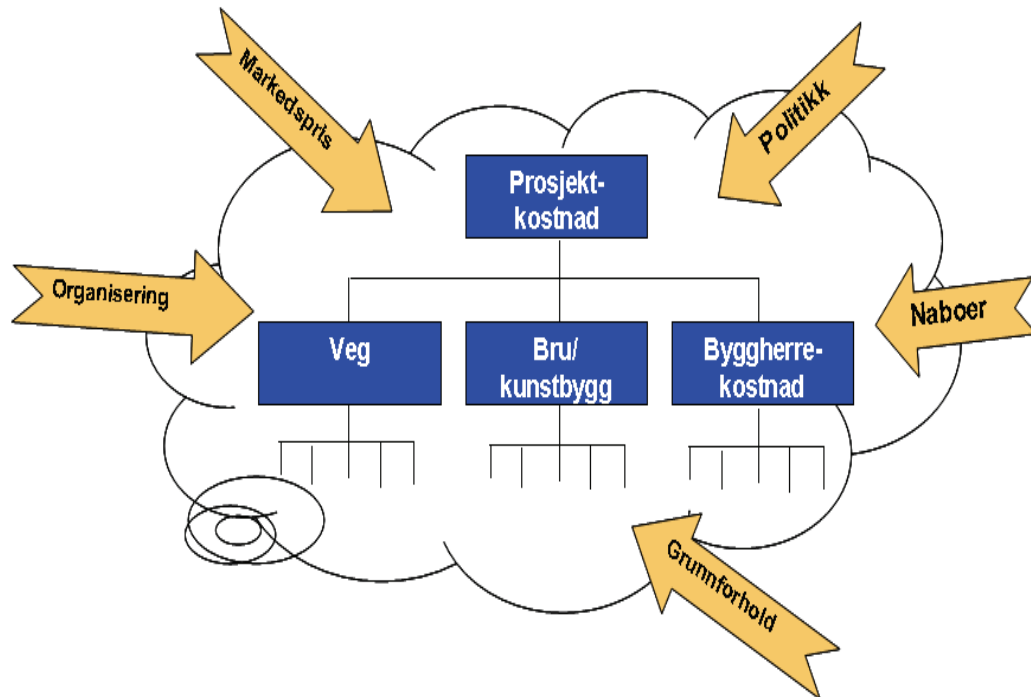 Markedspris
Politikk
Prosjekt-
kostnad
Organisering
Naboer
Veg
Bru/
kunstbygg
Byggherre-
kostnad
Grunnforhold